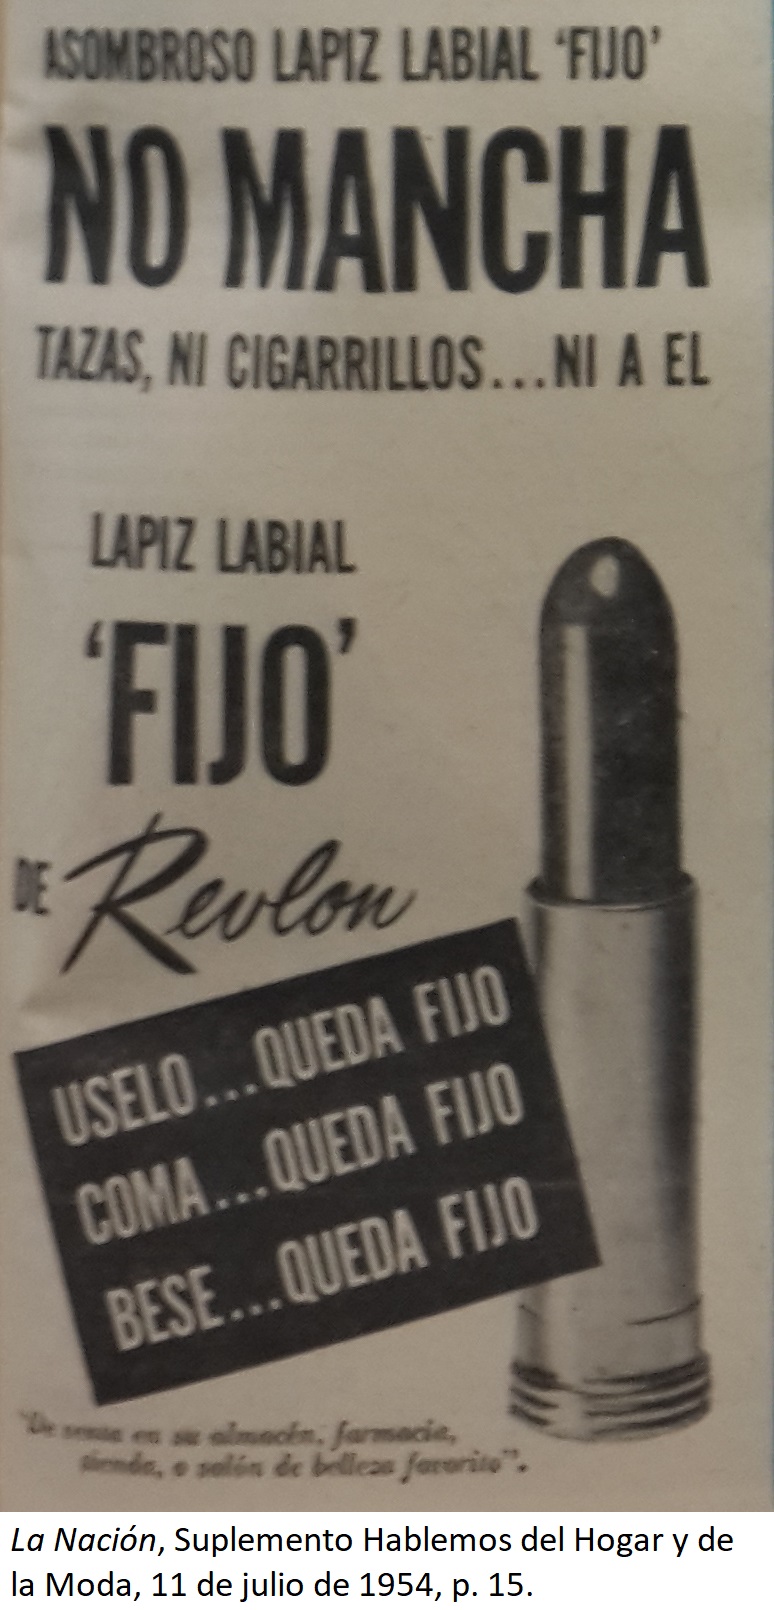 ASOMBROSO LAPIZ LABIAL ‘FIJO’
NO MANCHA
TAZAS, NI CIGARRILLOS...NI A EL
LAPIZ LABIAL
‘FIJO’
DE Revlon
USELO...QUEDA FIJO
COMA...QUEDA FIJO
BESE...QUEDA FIJO
“De venta en su almacén, farmacia,
tienda, o salón de belleza favorito”.
La Nación, Suplemento Hablemos del Hogar y de
la Moda, 11 de julio de 1954, p. 15.